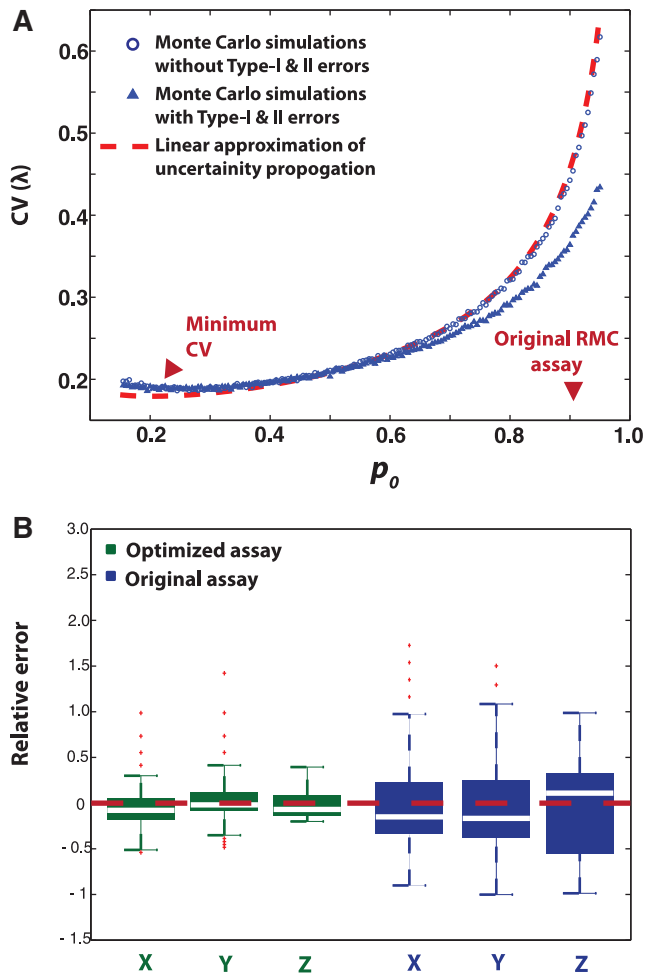 A
Monte Carlo simulations
without Type-I & II errors
Monte Carlo simulations
with Type-I & II errors
Linear approximation of
uncertainity propogation
CV (λ)
0.6
0.5
0.4
0.3
0.2
Minimum
CV
Original RMC
assay
0.2
0.4
0.6
0.8
1.0
p0
B
Optimized assay
Original assay
Relative error
3.0
2.5
2.0
1.5
1.0
0.5
0
- 0.5
- 1
- 1.5
X
Y
Z
X
Y
Z